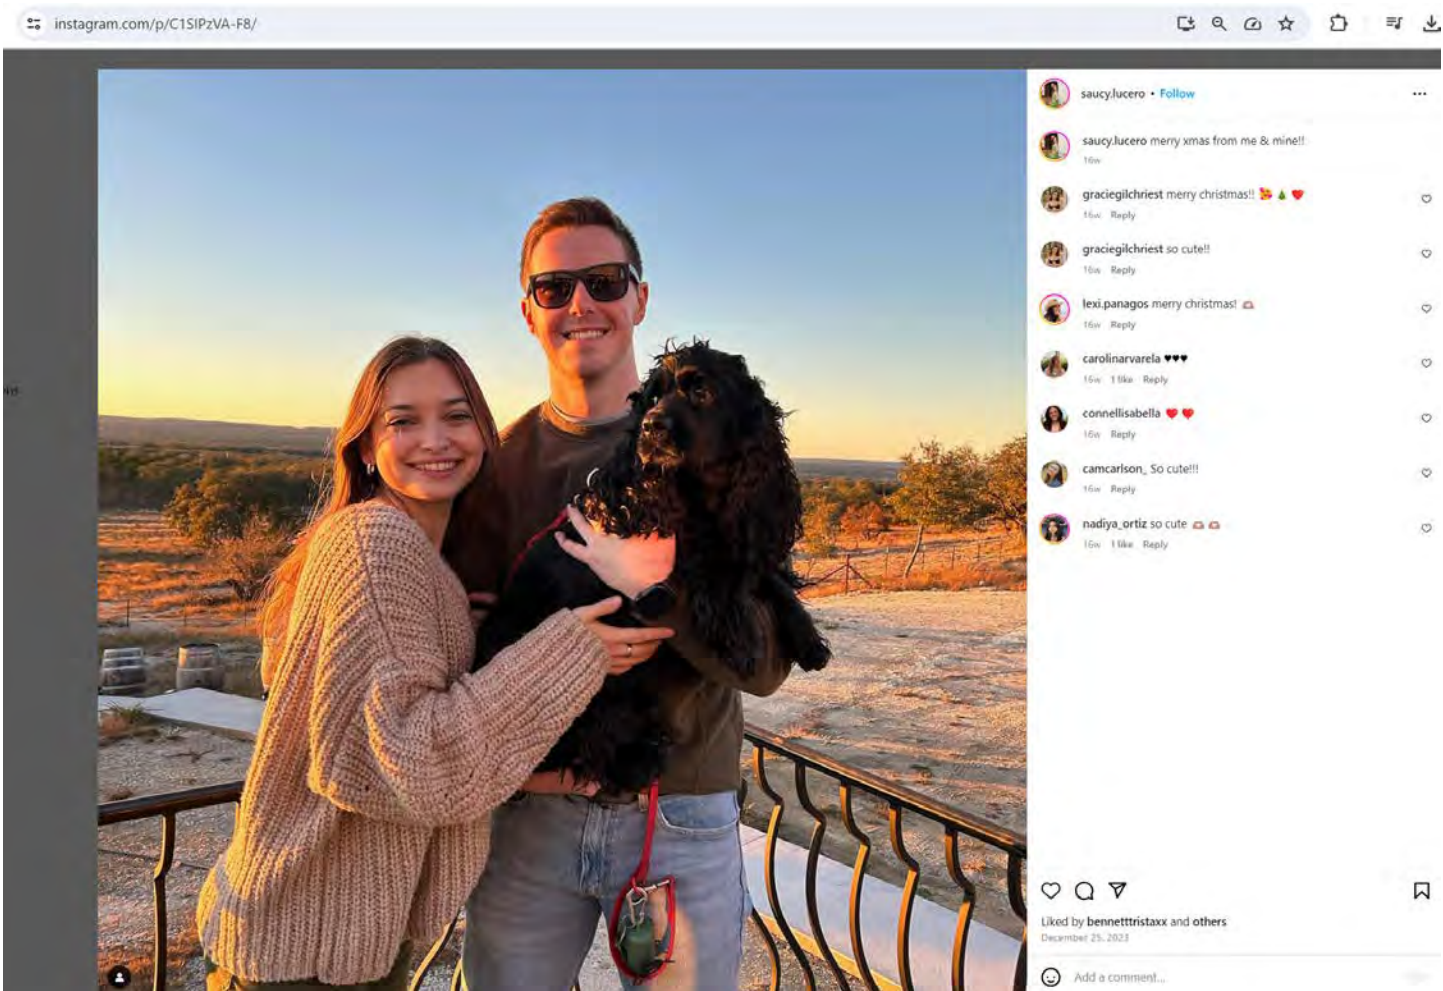 instagram.com/p/C1SIPzVA-F8/
saucy.lucero • Follow
saucy.lucero merry xmas from me & mine!!
16w
graciegilchriest merry christmas!! 🥰 🎄 ❤️
16w Reply
graciegilchriest so cute!!
16w Reply
lexi.panagos merry christmas! 🫶🏼
16w Reply
carolinarvarela ♥♥♥
16w 1 like Reply
connellisabella ❤️ ❤️
16w Reply
camcarlson_ So cute!!!
16w Reply
nadiya_ortiz so cute 🫶🏼 🫶🏼
16w 1 like Reply
Liked by bennetttristaxx and others
December 25, 2023
Add a comment...